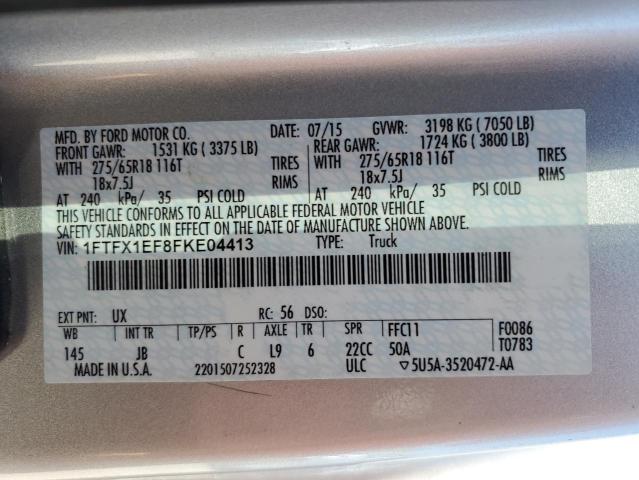 MFD. BY FORD MOTOR CO. DATE: 07/15 GVWR: 3198 KG ( 7050 LB)
FRONT GAWR: 1531 KG ( 3375 LB) REAR GAWR: 1724 KG ( 3800 LB)
WITH 275/65R18 116T TIRES WITH 275/65R18 116T TIRES
18x7.5J RIMS 18x7.5J RIMS
AT 240 kPa/ 35 PSI COLD AT 240 kPa/ 35 PSI COLD
THIS VEHICLE CONFORMS TO ALL APPLICABLE FEDERAL MOTOR VEHICLE
SAFETY STANDARDS IN EFFECT ON THE DATE OF MANUFACTURE SHOWN ABOVE.
VIN: 1FTFX1EF8FKE04413 TYPE: Truck
EXT PNT: UX RC: 56 DSO:
WB INT TR TP/PS R AXLE TR SPR FFC11 F0086
145 JB C L9 6 22CC 50A T0783
MADE IN U.S.A. 2201507252328 ULC ▽5U5A-3520472-AA